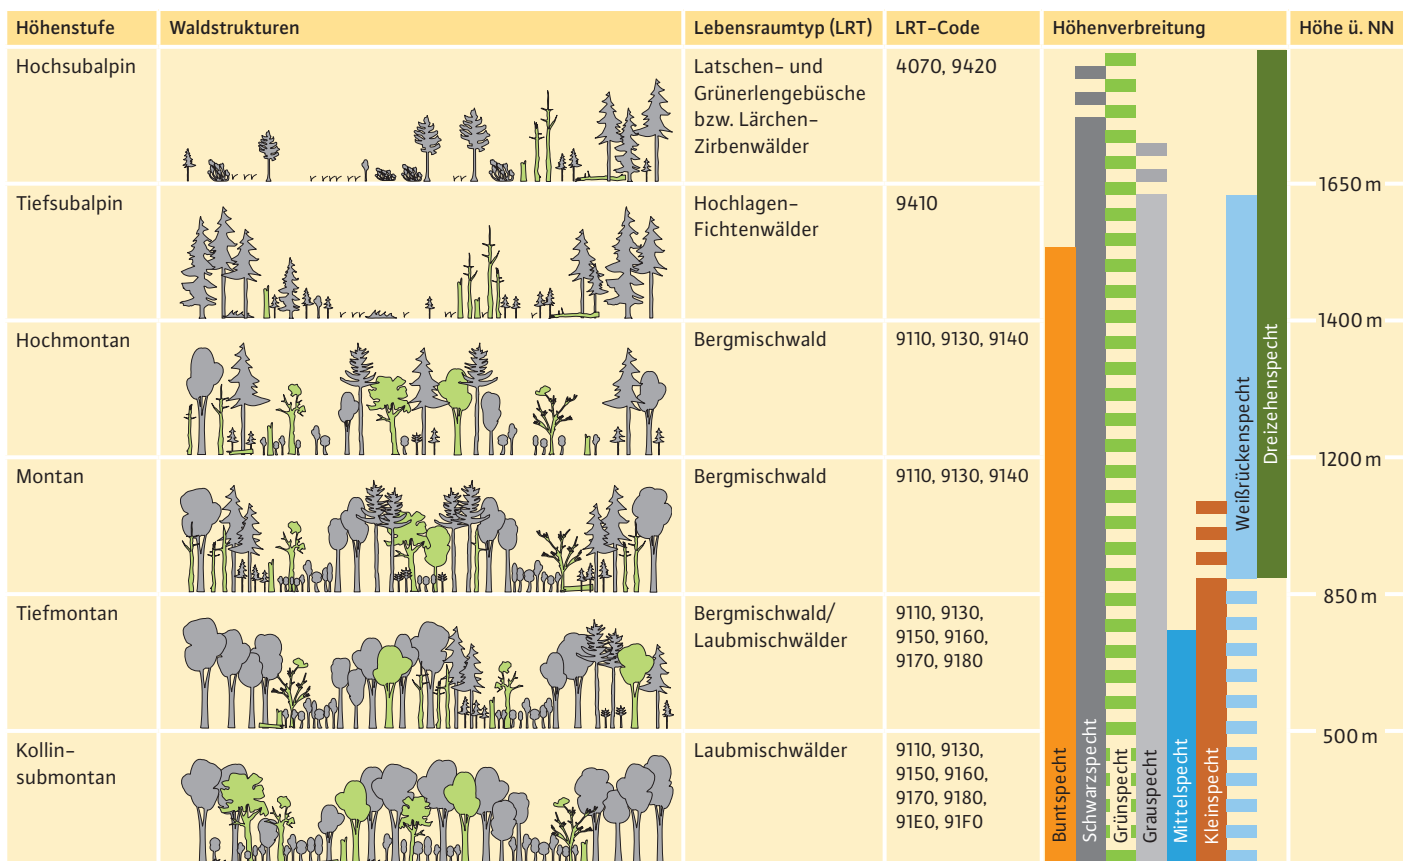 Höhenstufe Waldstrukturen Lebensraumtyp (LRT) LRT-Code Höhenverbreitung Höhe ü. NN
Hochsubalpin
Latschen- und
Grünerlengebüsche
bzw. Lärchen-
Zirbenwälder
4070, 9420
1650 m
Tiefsubalpin
Hochlagen-
Fichtenwälder
9410
1400 m
Hochmontan
Bergmischwald
9110, 9130, 9140
1200 m
Montan
Bergmischwald
9110, 9130, 9140
850 m
Tiefmontan
Bergmischwald/
Laubmischwälder
9110, 9130,
9150, 9160,
9170, 9180
500 m
Kollin-
submontan
Laubmischwälder
9110, 9130,
9150, 9160,
9170, 9180,
91E0, 91F0
Buntspecht
Schwarzspecht
Grünspecht
Grauspecht
Mittelspecht
Kleinspecht
Weißrückenspecht
Dreizehenspecht